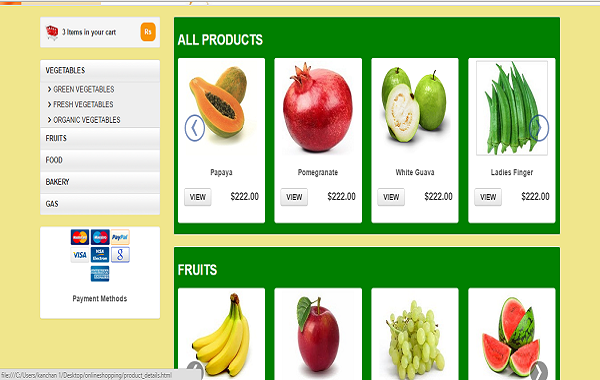 3 Items in your cart
Rs
VEGETABLES
GREEN VEGETABLES
FRESH VEGETABLES
ORGANIC VEGETABLES
FRUITS
FOOD
BAKERY
GAS
MasterCard
Maestro
PayPal
VISA
VISA Electron
g
AMERICAN EXPRESS
Payment Methods
ALL PRODUCTS
Papaya
Pomegranate
White Guava
Ladies Finger
VIEW $222.00
VIEW $222.00
VIEW $222.00
VIEW $222.00
FRUITS
file:///C:/Users/kanchan 1/Desktop/onlineshopping/product_details.html